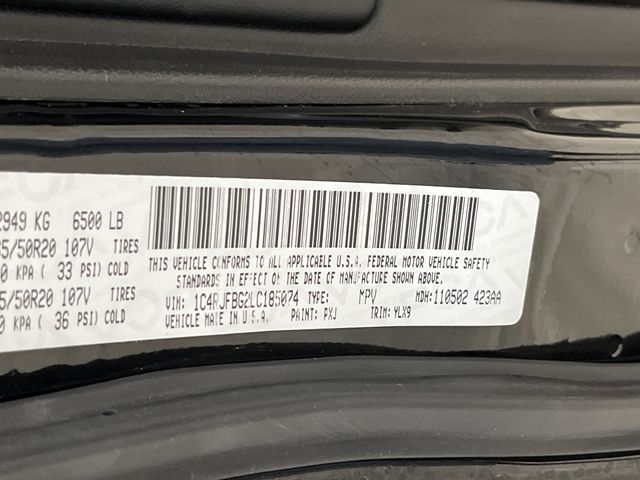 2949 KG 6500 LB
5/50R20 107V TIRES
0 KPA ( 33 PSI) COLD
5/50R20 107V TIRES
0 KPA ( 36 PSI) COLD
THIS VEHICLE CONFORMS TO ALL APPLICABLE U.S.A. FEDERAL MOTOR VEHICLE SAFETY
STANDARDS IN EFFECT ON THE DATE OF MANUFACTURE SHOWN ABOVE.
VIN: 1C4RJFBG2LC185074 TYPE: MPV MDH:110502 423AA
VEHICLE MADE IN U.S.A. PAINT: PXJ TRIM: YLX9